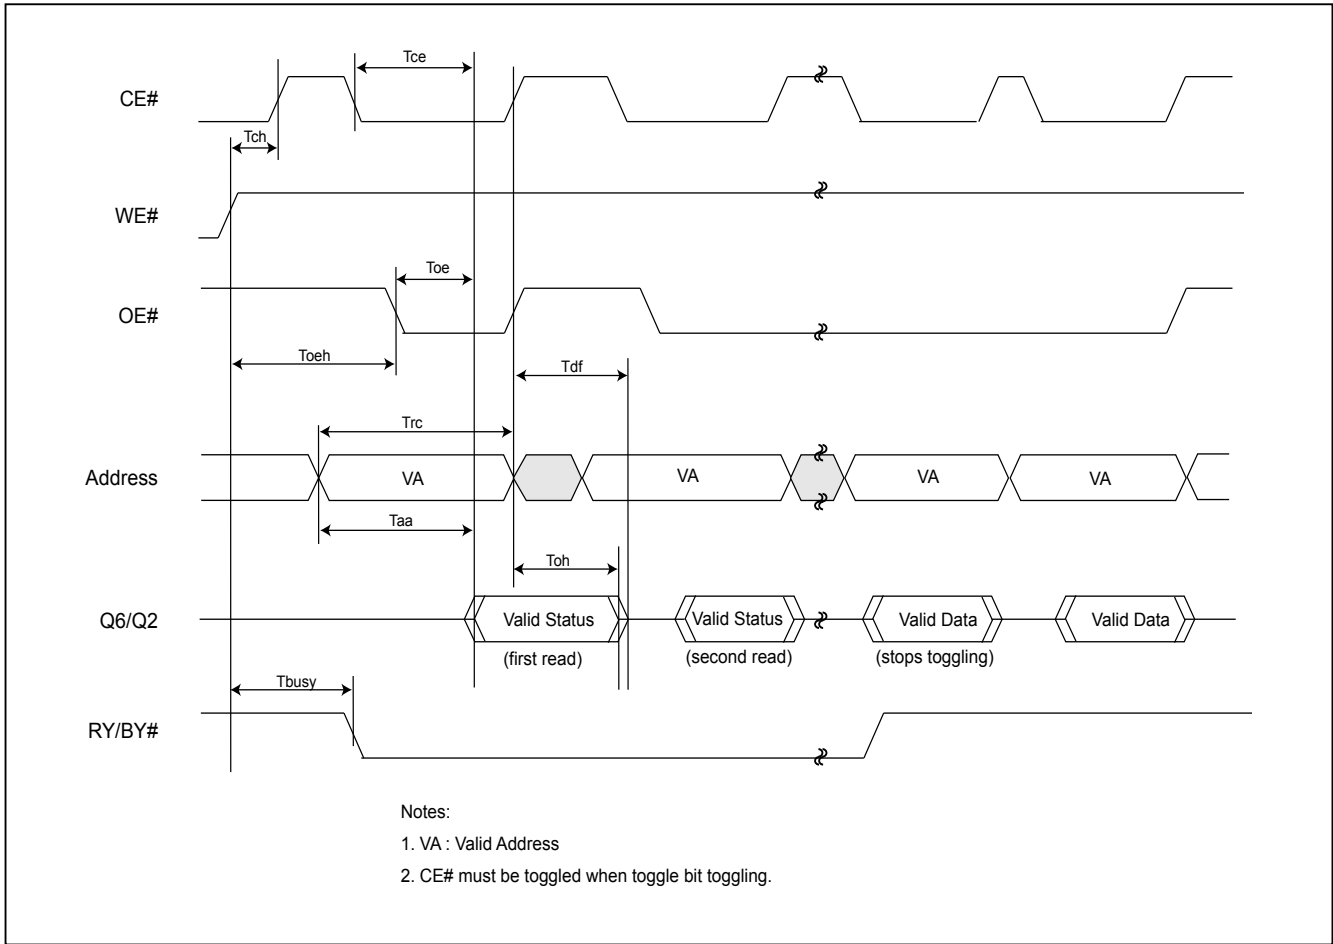 Tce
CE#
Tch
WE#
Toe
OE#
Toeh
Tdf
Trc
Address
VA VA VA VA
Taa
Toh
Q6/Q2
Valid Status Valid Status Valid Data Valid Data
(first read) (second read) (stops toggling)
Tbusy
RY/BY#
Notes:
1. VA : Valid Address
2. CE# must be toggled when toggle bit toggling.